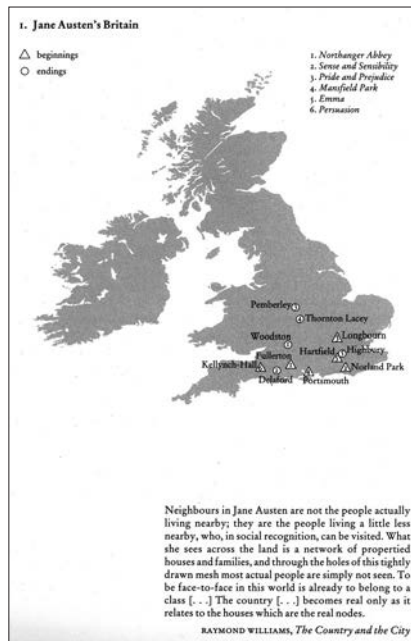 1. Jane Austen's Britain
△ beginnings
○ endings
1. Northanger Abbey
2. Sense and Sensibility
3. Pride and Prejudice
4. Mansfield Park
5. Emma
6. Persuasion
Pemberley
Thornton Lacey
Woodston
Longbourn
Hartfield
Highbury
Fullerton
Kellynch-Hall
Norland Park
Delaford
Portsmouth
Neighbours in Jane Austen are not the people actually
living nearby; they are the people living a little less
nearby, who, in social recognition, can be visited. What
she sees across the land is a network of propertied
houses and families, and through the holes of this tightly
drawn mesh most actual people are simply not seen. To
be face-to-face in this world is already to belong to a
class [. . .] The country [. . .] becomes real only as it
relates to the houses which are the real nodes.
RAYMOND WILLIAMS, The Country and the City